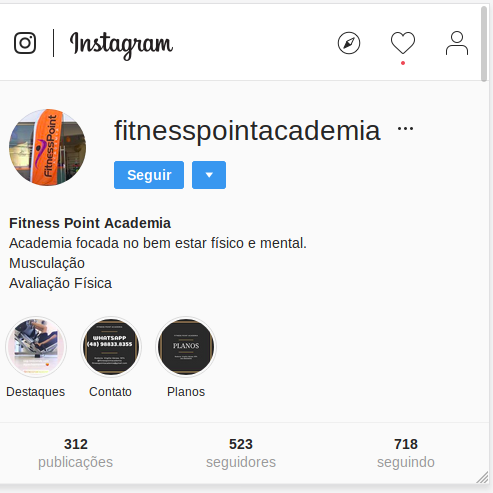 Instagram
fitnesspointacademia
FitnessPoint
Seguir
Fitness Point Academia
Academia focada no bem estar físico e mental.
Musculação
Avaliação Física
WHATSAPP
(48) 98833.8355
PLANOS
Destaques Contato Planos
312 523 718
publicações seguidores seguindo